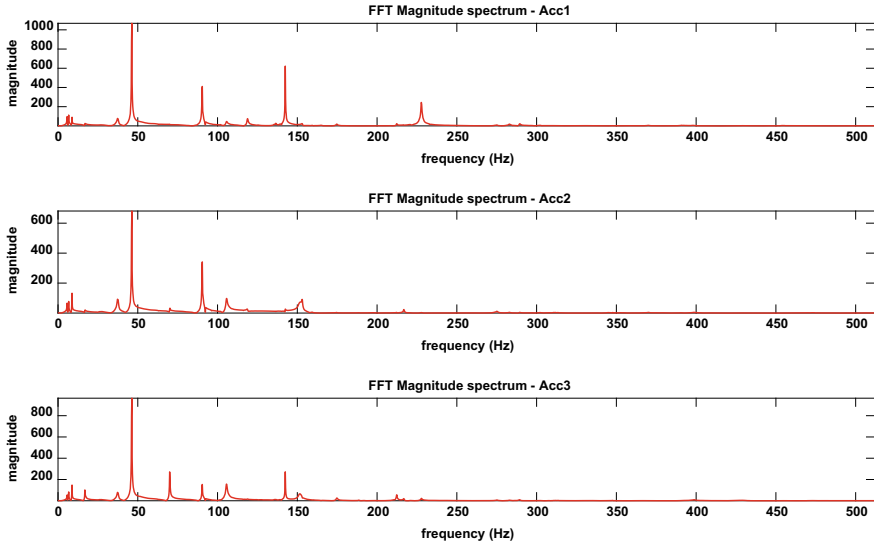 FFT Magnitude spectrum - Acc1
1000
800
600
400
200
magnitude
0 50 100 150 200 250 300 350 400 450 500
frequency (Hz)
FFT Magnitude spectrum - Acc2
600
400
200
magnitude
0 50 100 150 200 250 300 350 400 450 500
frequency (Hz)
FFT Magnitude spectrum - Acc3
800
600
400
200
magnitude
0 50 100 150 200 250 300 350 400 450 500
frequency (Hz)